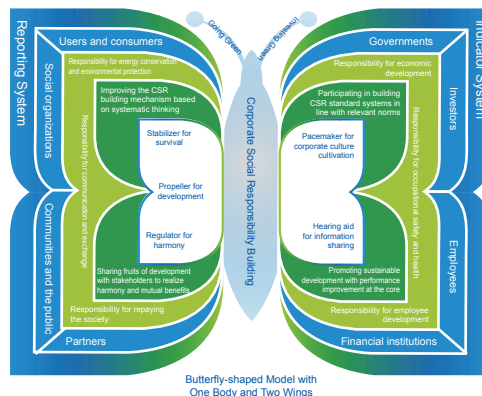 Going Green
Investing Green
Reporting System
Indicator System
Users and consumers
Governments
Responsibility for energy conservation
and environmental protection
Responsibility for economic
development
Social organizations
Investors
Improving the CSR
building mechanism based
on systematic thinking
Participating in building
CSR standard systems in
line with relevant norms
Stabilizer for
survival
Pacemaker for
corporate culture
cultivation
Corporate Social Responsibility Building
Responsibility for communication and exchange
Responsibility for occupational safety and health
Propeller for
development
Regulator for
harmony
Hearing aid
for information
sharing
Communities and the public
Employees
Sharing fruits of development
with stakeholders to realize
harmony and mutual benefits
Promoting sustainable
development with performance
improvement at the core
Responsibility for repaying
the society
Responsibility for employee
development
Partners
Financial institutions
Butterfly-shaped Model with
One Body and Two Wings